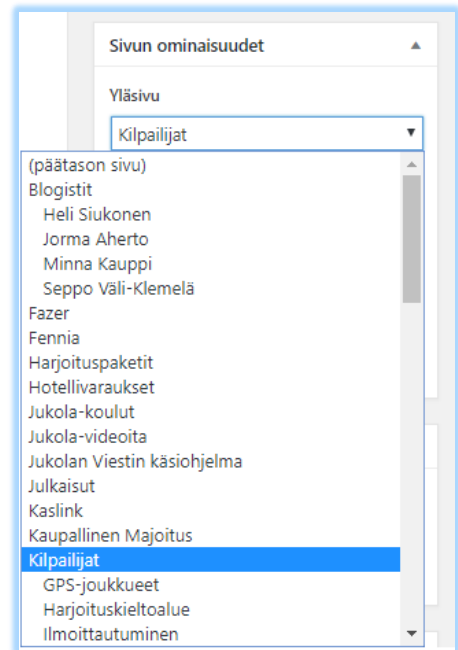 Sivun ominaisuudet
Yläsivu
Kilpailijat
(päätason sivu)
Blogistit
Heli Siukonen
Jorma Aherto
Minna Kauppi
Seppo Väli-Klemelä
Fazer
Fennia
Harjoituspaketit
Hotellivaraukset
Jukola-koulut
Jukola-videoita
Jukolan Viestin käsiohjelma
Julkaisut
Kaslink
Kaupallinen Majoitus
Kilpailijat
GPS-joukkueet
Harjoituskieltoalue
Ilmoittautuminen